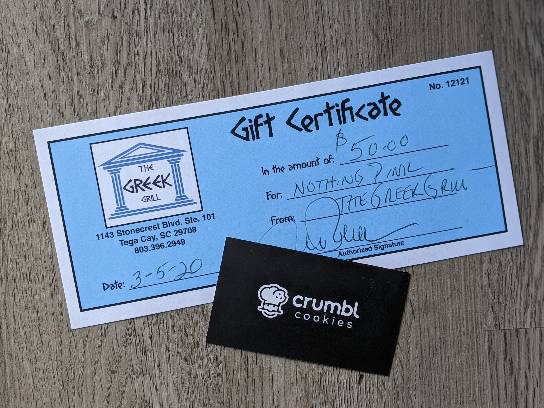 No. 12121
Gift Certificate
THE
GREEK
GRILL
1143 Stonecrest Blvd. Ste. 101
Tega Cay, SC 29708
803.396.2949
In the amount of: $50.00
For: NOTHING? INC
From: THE GREEK GRILL
Authorized Signature
Date: 3-5-20
crumbl
cookies